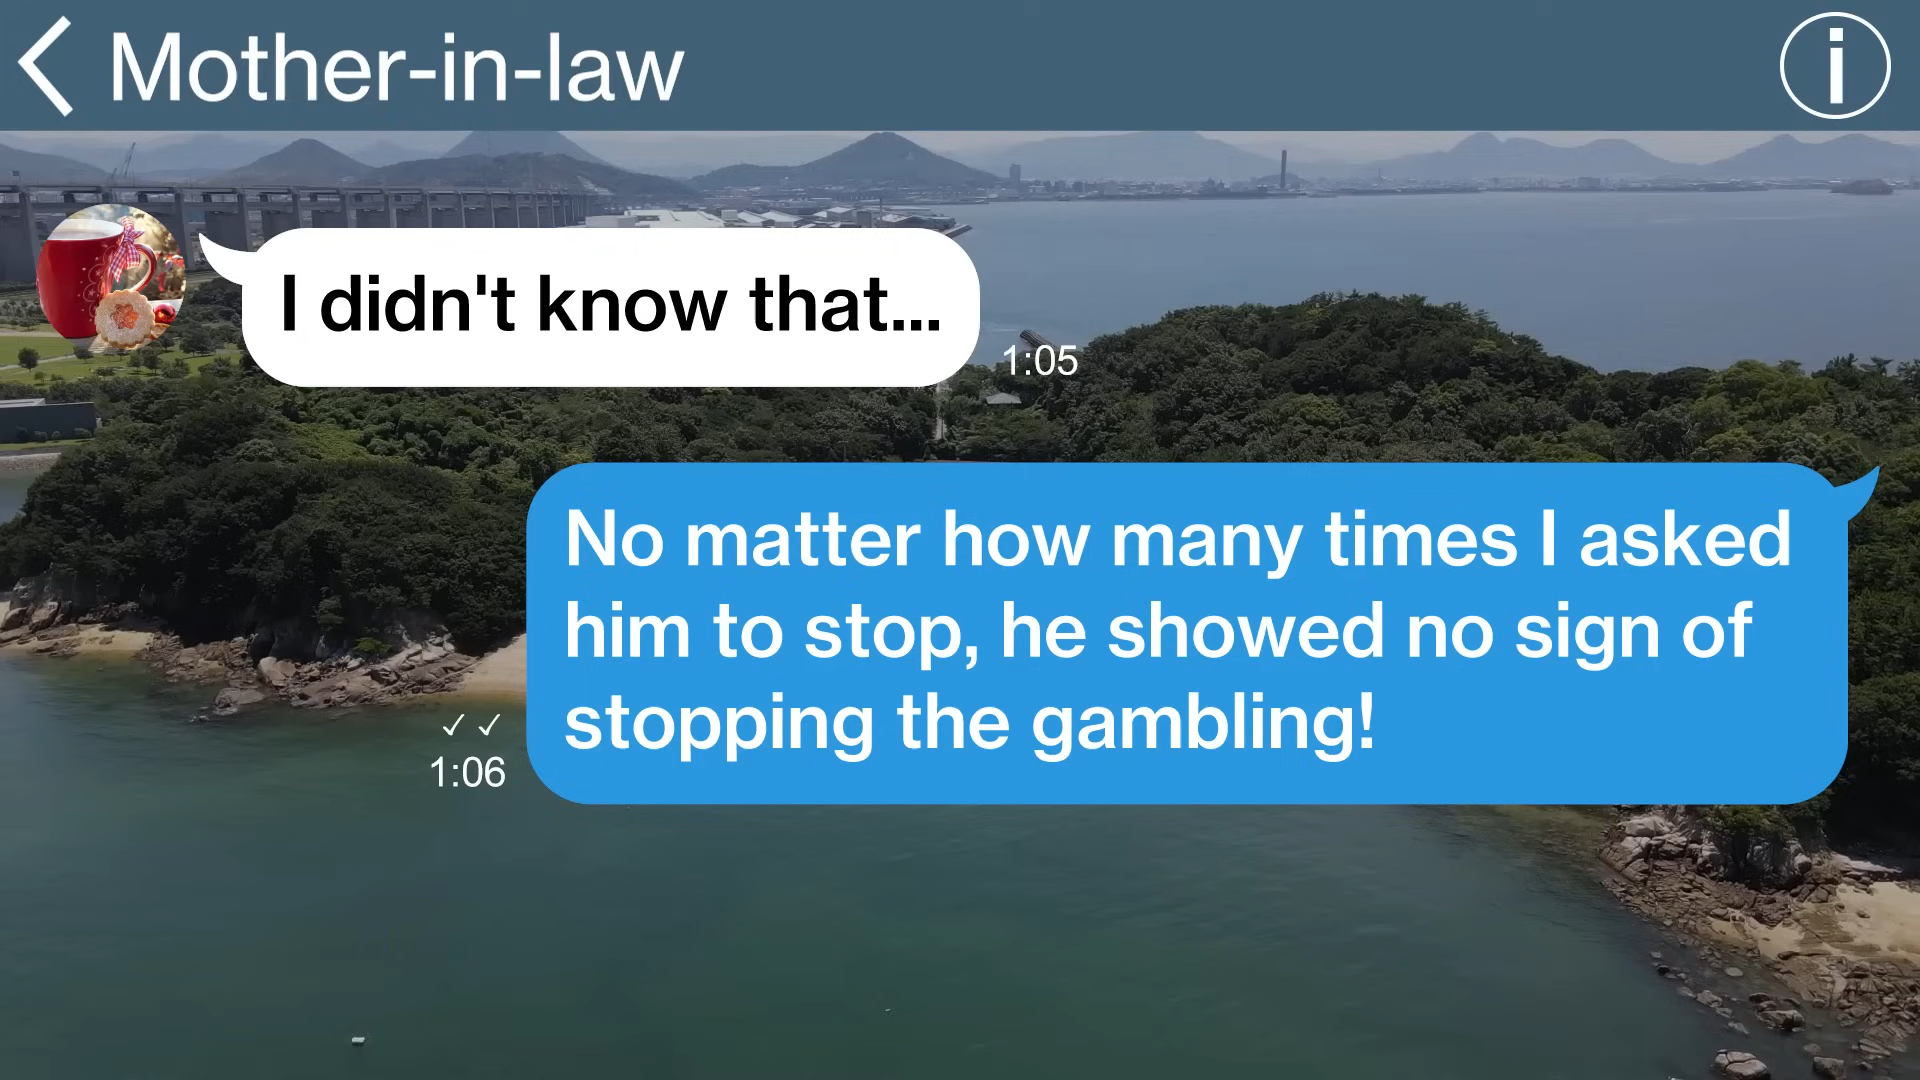 Mother-in-law
I didn't know that...
1:05
No matter how many times I asked
him to stop, he showed no sign of
stopping the gambling!
1:06